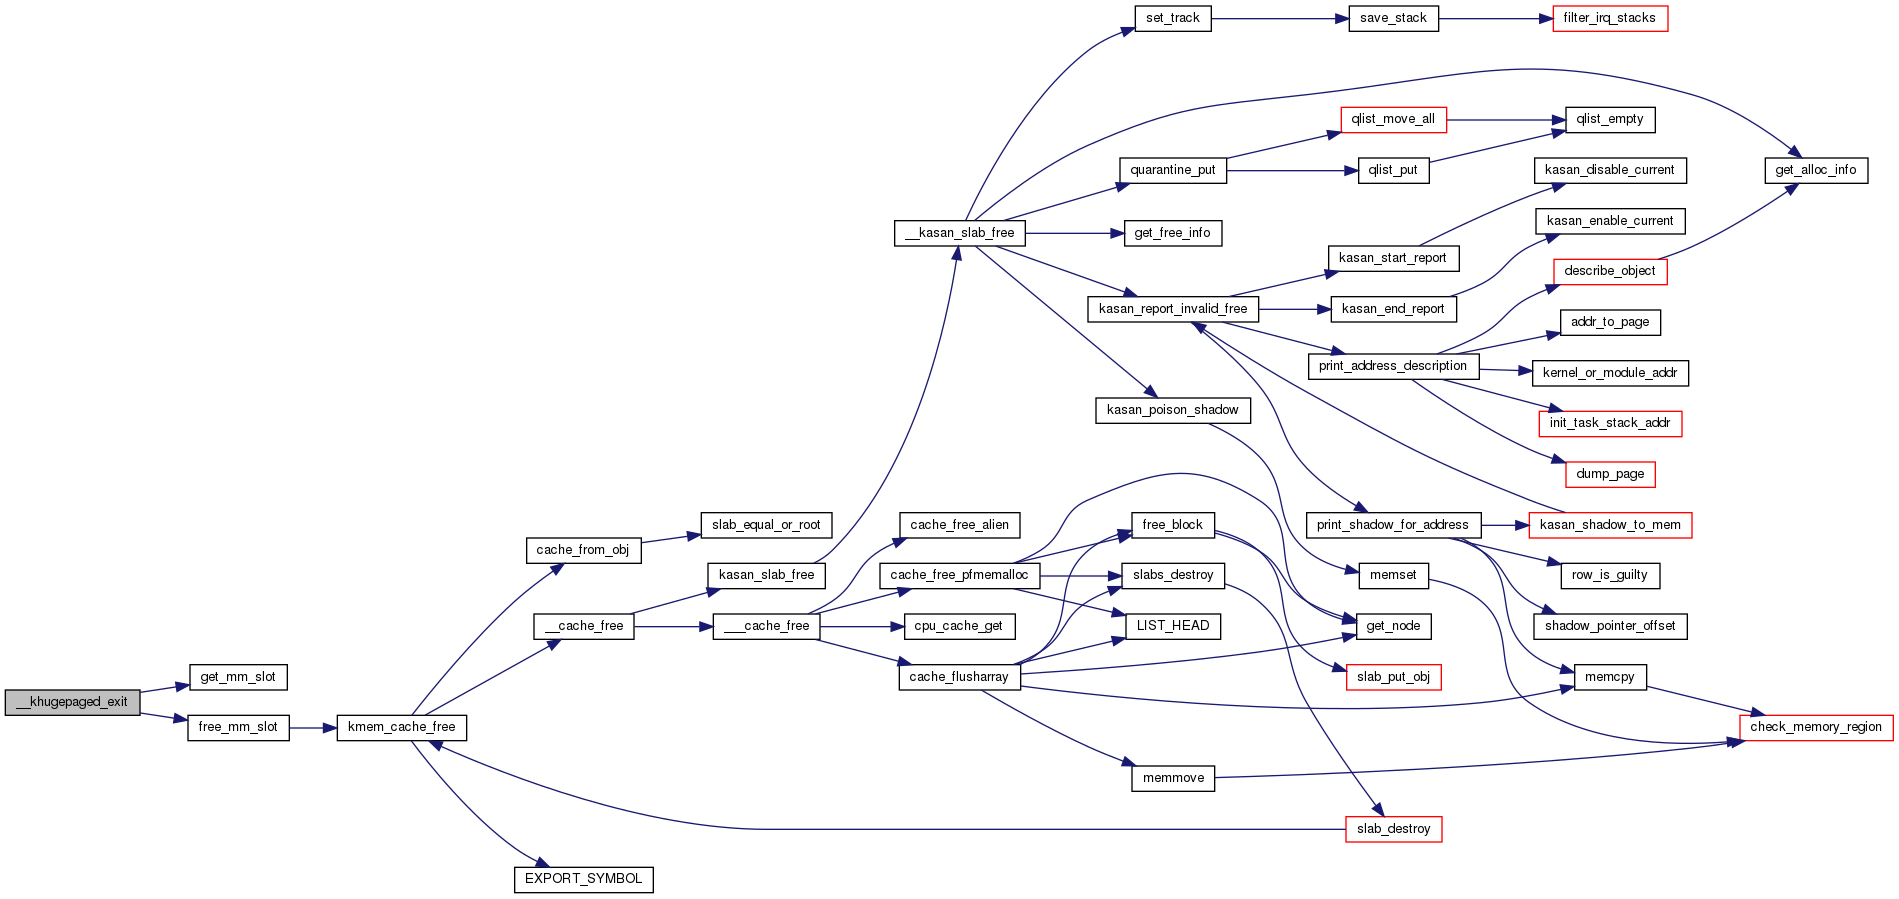 set_track
save_stack
filter_irq_stacks
qlist_move_all
qlist_empty
quarantine_put
qlist_put
kasan_disable_current
get_alloc_info
__kasan_slab_free
get_free_info
kasan_enable_current
kasan_start_report
describe_object
kasan_report_invalid_free
kasan_end_report
addr_to_page
print_address_description
kernel_or_module_addr
kasan_poison_shadow
init_task_stack_addr
dump_page
slab_equal_or_root
cache_free_alien
free_block
print_shadow_for_address
kasan_shadow_to_mem
cache_from_obj
kasan_slab_free
cache_free_pfmemalloc
slabs_destroy
memset
row_is_guilty
__cache_free
___cache_free
cpu_cache_get
LIST_HEAD
get_node
shadow_pointer_offset
get_mm_slot
cache_flusharray
slab_put_obj
memcpy
__khugepaged_exit
free_mm_slot
kmem_cache_free
check_memory_region
memmove
slab_destroy
EXPORT_SYMBOL